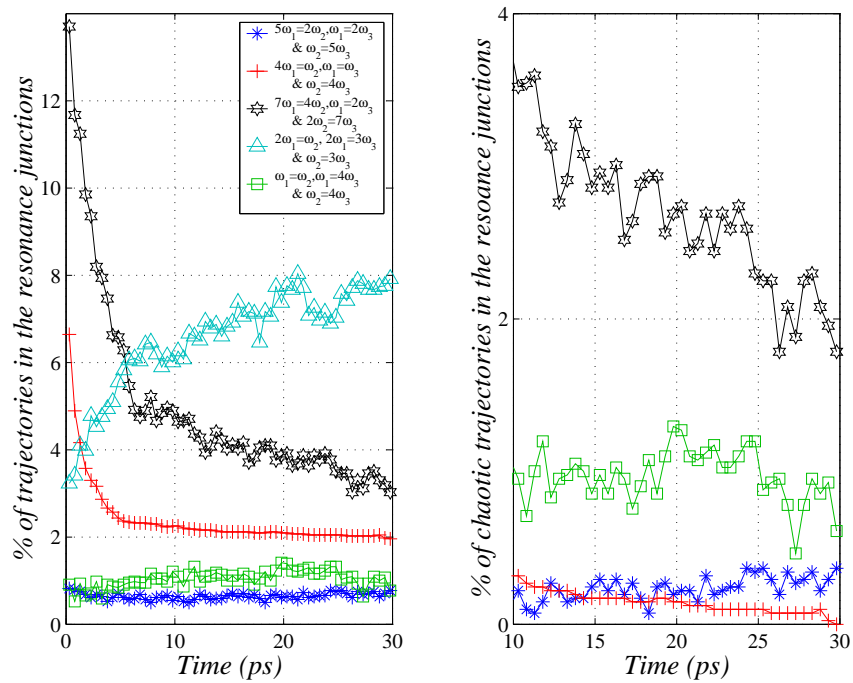 % of trajectories in the resonance junctions
14
12
10
8
6
4
2
0
0 10 20 30
Time (ps)
5ω₁=2ω₂,ω₁=2ω₃
& ω₂=5ω₃
4ω₁=ω₂,ω₁=ω₃
& ω₂=4ω₃
7ω₁=4ω₂,ω₁=2ω₃
& 2ω₂=7ω₃
2ω₁=ω₂, 2ω₁=3ω₃
& ω₂=3ω₃
ω₁=ω₂,ω₁=4ω₃
& ω₂=4ω₃
% of chaotic trajectories in the resoance junctions
4
2
0
10 15 20 25 30
Time (ps)